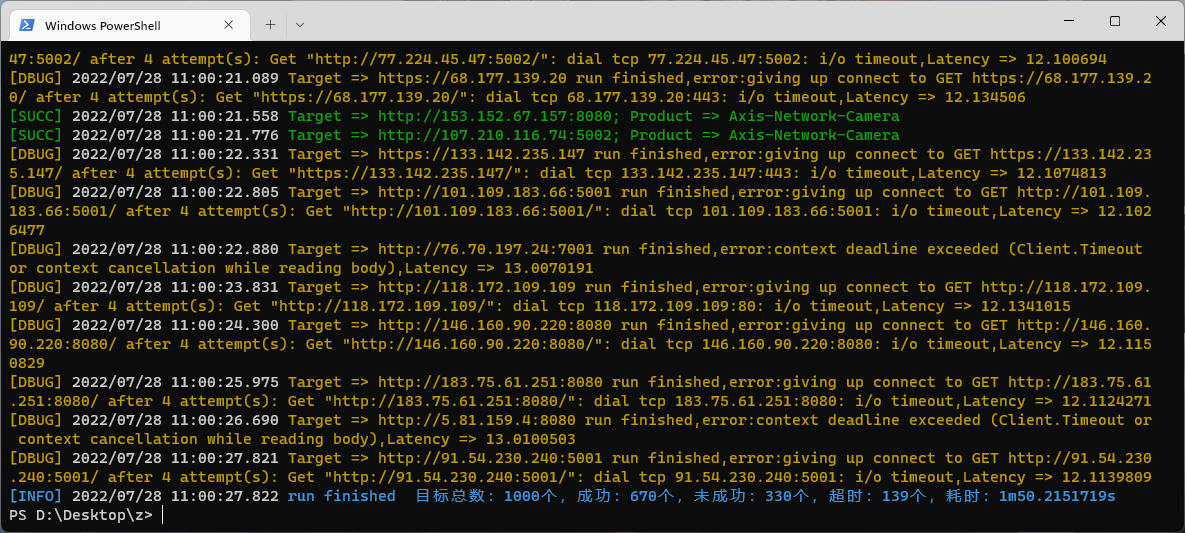 Windows PowerShell
47:5002/ after 4 attempt(s): Get "http://77.224.45.47:5002/": dial tcp 77.224.45.47:5002: i/o timeout,Latency => 12.100694
[DBUG] 2022/07/28 11:00:21.089 Target => https://68.177.139.20 run finished,error:giving up connect to GET https://68.177.139.2
0/ after 4 attempt(s): Get "https://68.177.139.20/": dial tcp 68.177.139.20:443: i/o timeout,Latency => 12.134506
[SUCC] 2022/07/28 11:00:21.558 Target => http://153.152.67.157:8080; Product => Axis-Network-Camera
[SUCC] 2022/07/28 11:00:21.776 Target => http://107.210.116.74:5002; Product => Axis-Network-Camera
[DBUG] 2022/07/28 11:00:22.331 Target => https://133.142.235.147 run finished,error:giving up connect to GET https://133.142.23
5.147/ after 4 attempt(s): Get "https://133.142.235.147/": dial tcp 133.142.235.147:443: i/o timeout,Latency => 12.1074813
[DBUG] 2022/07/28 11:00:22.805 Target => http://101.109.183.66:5001 run finished,error:giving up connect to GET http://101.109.
183.66:5001/ after 4 attempt(s): Get "http://101.109.183.66:5001/": dial tcp 101.109.183.66:5001: i/o timeout,Latency => 12.102
6477
[DBUG] 2022/07/28 11:00:22.880 Target => http://76.70.197.24:7001 run finished,error:context deadline exceeded (Client.Timeout
or context cancellation while reading body),Latency => 13.0070191
[DBUG] 2022/07/28 11:00:23.831 Target => http://118.172.109.109 run finished,error:giving up connect to GET http://118.172.109.
109/ after 4 attempt(s): Get "http://118.172.109.109/": dial tcp 118.172.109.109:80: i/o timeout,Latency => 12.1341015
[DBUG] 2022/07/28 11:00:24.300 Target => http://146.160.90.220:8080 run finished,error:giving up connect to GET http://146.160.
90.220:8080/ after 4 attempt(s): Get "http://146.160.90.220:8080/": dial tcp 146.160.90.220:8080: i/o timeout,Latency => 12.115
0829
[DBUG] 2022/07/28 11:00:25.975 Target => http://183.75.61.251:8080 run finished,error:giving up connect to GET http://183.75.61
.251:8080/ after 4 attempt(s): Get "http://183.75.61.251:8080/": dial tcp 183.75.61.251:8080: i/o timeout,Latency => 12.1124271
[DBUG] 2022/07/28 11:00:26.690 Target => http://5.81.159.4:8080 run finished,error:context deadline exceeded (Client.Timeout or
 context cancellation while reading body),Latency => 13.0100503
[DBUG] 2022/07/28 11:00:27.821 Target => http://91.54.230.240:5001 run finished,error:giving up connect to GET http://91.54.230
.240:5001/ after 4 attempt(s): Get "http://91.54.230.240:5001/": dial tcp 91.54.230.240:5001: i/o timeout,Latency => 12.1139809
[INFO] 2022/07/28 11:00:27.822 run finished  目标总数: 1000个, 成功: 670个, 未成功: 330个, 超时: 139个, 耗时: 1m50.2151719s
PS D:\Desktop\z>